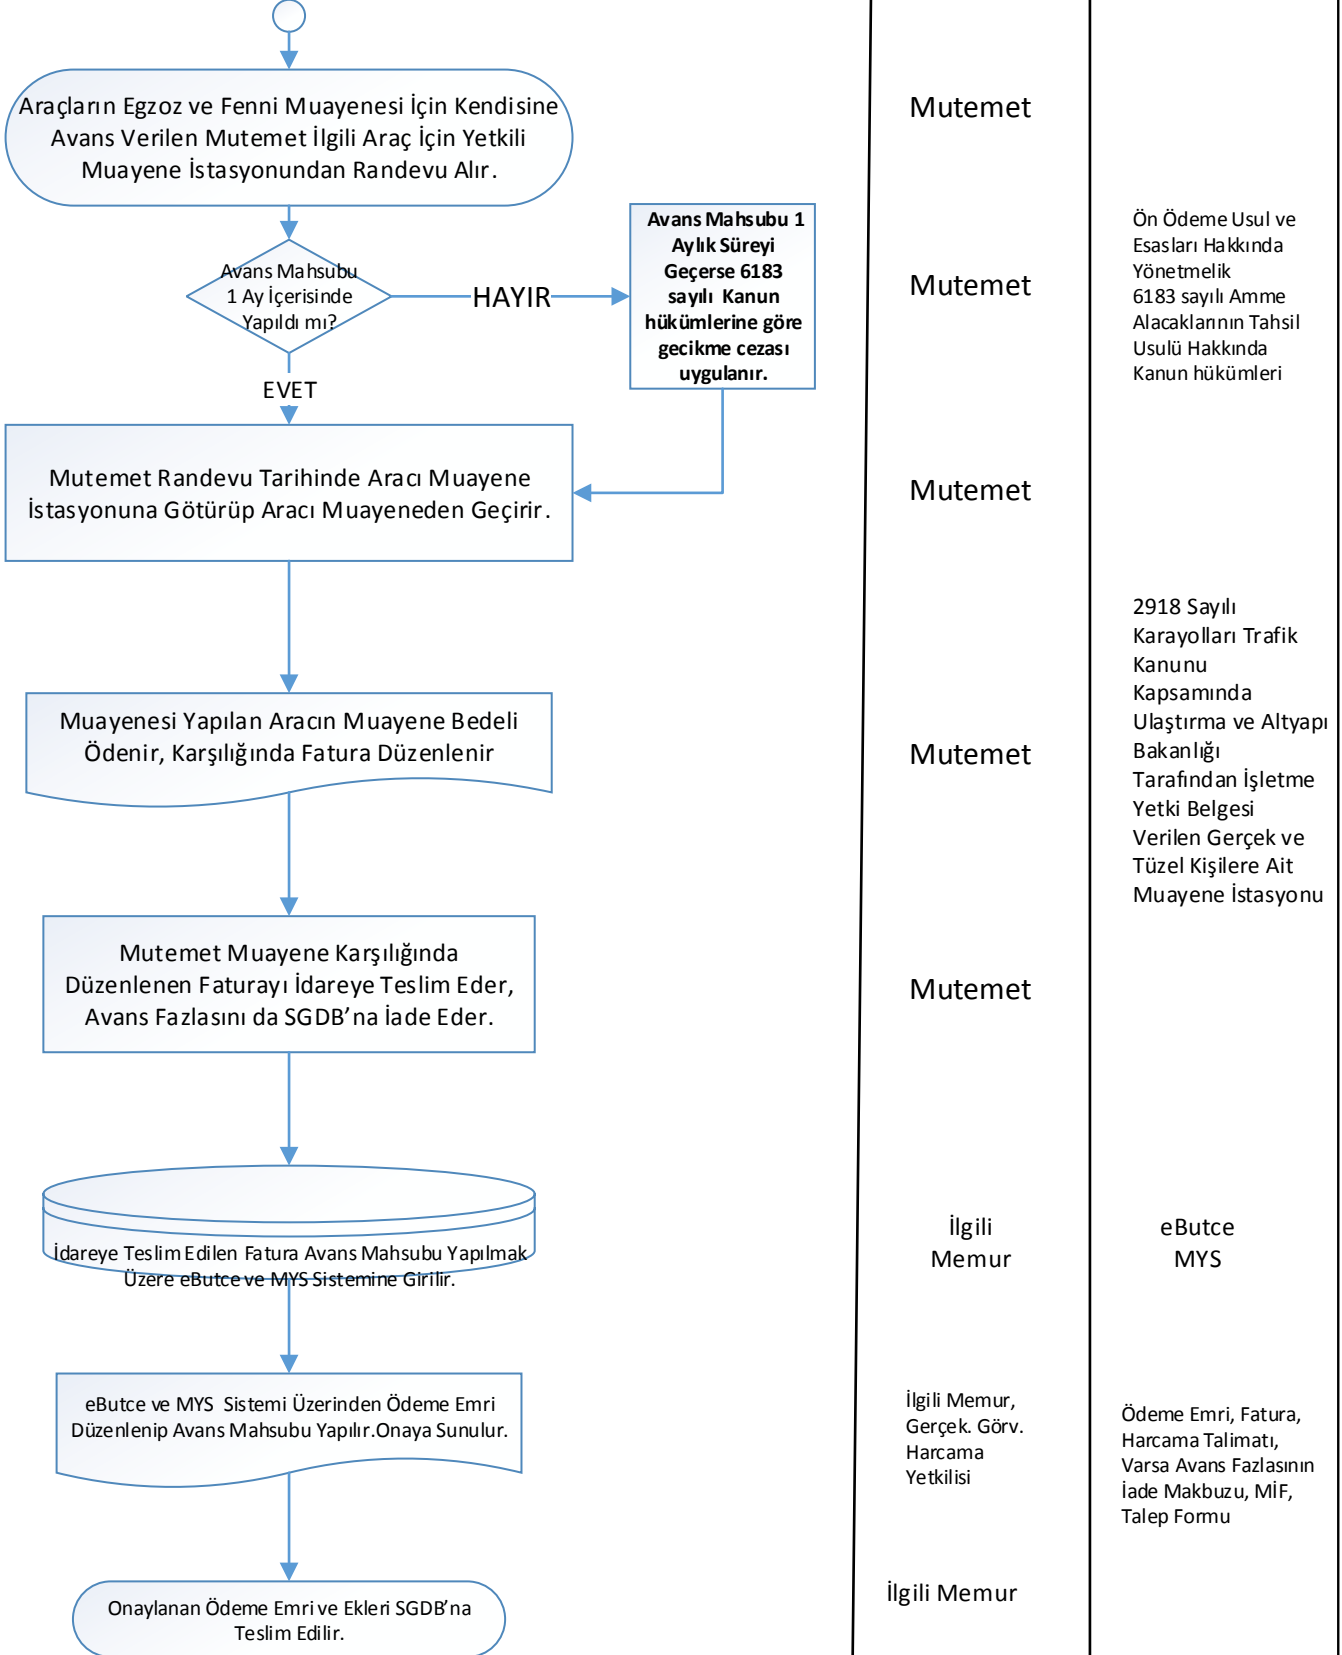 Araçların Egzoz ve Fenni Muayenesi İçin Kendisine
Avans Verilen Mutemet İlgili Araç İçin Yetkili
Muayene İstasyonundan Randevu Alır.
Mutemet
Avans Mahsubu
1 Ay İçerisinde
Yapıldı mı?
HAYIR
EVET
Avans Mahsubu 1
Aylık Süreyi
Geçerse 6183
sayılı Kanun
hükümlerine göre
gecikme cezası
uygulanır.
Mutemet
Ön Ödeme Usul ve
Esasları Hakkında
Yönetmelik
6183 sayılı Amme
Alacaklarının Tahsil
Usulü Hakkında
Kanun hükümleri
Mutemet Randevu Tarihinde Aracı Muayene
İstasyonuna Götürüp Aracı Muayeneden Geçirir.
Mutemet
Muayenesi Yapılan Aracın Muayene Bedeli
Ödenir, Karşılığında Fatura Düzenlenir
Mutemet
2918 Sayılı
Karayolları Trafik
Kanunu
Kapsamında
Ulaştırma ve Altyapı
Bakanlığı
Tarafından İşletme
Yetki Belgesi
Verilen Gerçek ve
Tüzel Kişilere Ait
Muayene İstasyonu
Mutemet Muayene Karşılığında
Düzenlenen Faturayı İdareye Teslim Eder,
Avans Fazlasını da SGDB’na İade Eder.
Mutemet
İdareye Teslim Edilen Fatura Avans Mahsubu Yapılmak
Üzere eButce ve MYS Sistemine Girilir.
İlgili
Memur
eButce
MYS
eButce ve MYS Sistemi Üzerinden Ödeme Emri
Düzenlenip Avans Mahsubu Yapılır.Onaya Sunulur.
İlgili Memur,
Gerçek. Görv.
Harcama
Yetkilisi
Ödeme Emri, Fatura,
Harcama Talimatı,
Varsa Avans Fazlasının
İade Makbuzu, MİF,
Talep Formu
Onaylanan Ödeme Emri ve Ekleri SGDB’na
Teslim Edilir.
İlgili Memur